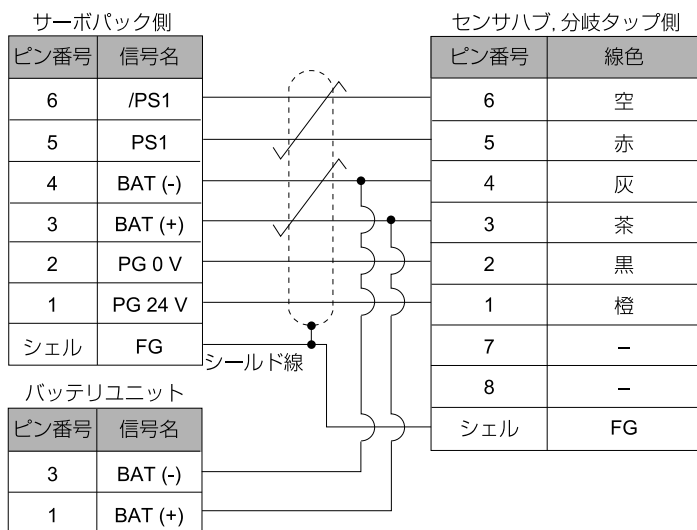 サーボパック側
ピン番号 信号名
6 /PS1
5 PS1
4 BAT (-)
3 BAT (+)
2 PG 0 V
1 PG 24 V
シェル FG
シールド線
センサハブ, 分岐タップ側
ピン番号 線色
6 空
5 赤
4 灰
3 茶
2 黒
1 橙
7 –
8 –
シェル FG
バッテリユニット
ピン番号 信号名
3 BAT (-)
1 BAT (+)